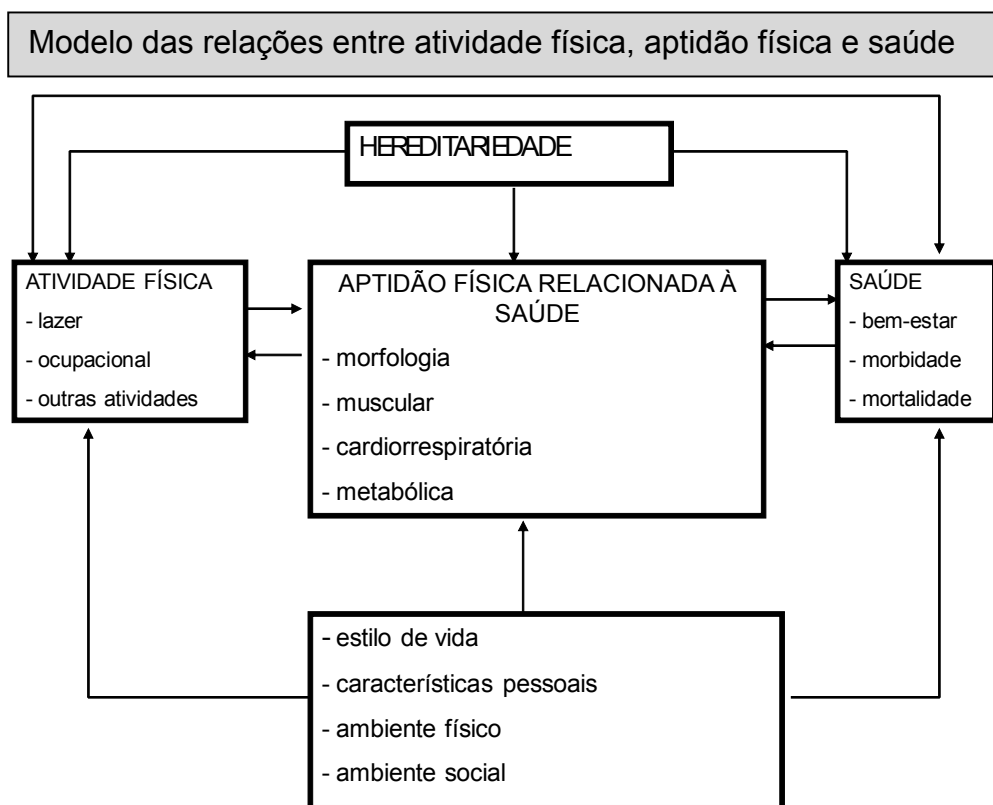 Modelo das relações entre atividade física, aptidão física e saúde
HEREDITARIEDADE
ATIVIDADE FÍSICA
- lazer
- ocupacional
- outras atividades
APTIDÃO FÍSICA RELACIONADA À
SAÚDE
- morfologia
- muscular
- cardiorrespiratória
- metabólica
SAÚDE
- bem-estar
- morbidade
- mortalidade
- estilo de vida
- características pessoais
- ambiente físico
- ambiente social